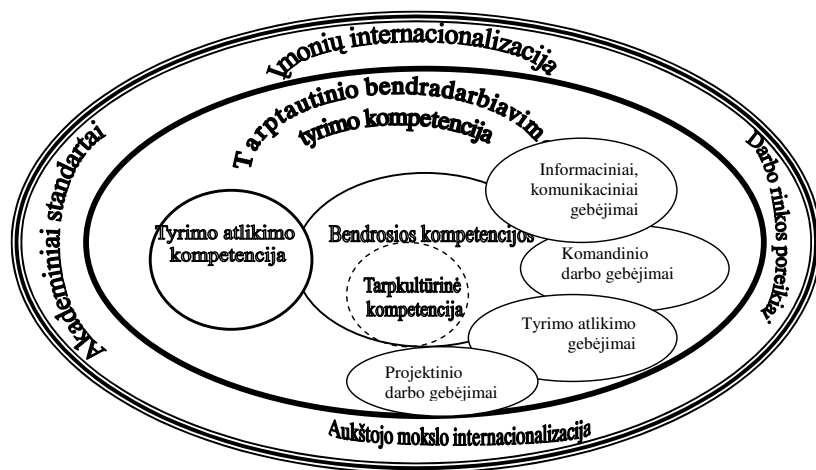 Įmonių internacionalizacija
Tarptautinio bendradarbiavim
tyrimo kompetencija
Akademiniai standartai
Darbo rinkos poreikiai
Informaciniai,
komunikaciniai
gebėjimai
Tyrimo atlikimo
kompetencija
Bendrosios kompetencijos
Komandinio
darbo gebėjimai
Tarpkultūrinė
kompetencija
Tyrimo atlikimo
gebėjimai
Projektinio
darbo gebėjimai
Aukštojo mokslo internacionalizacija